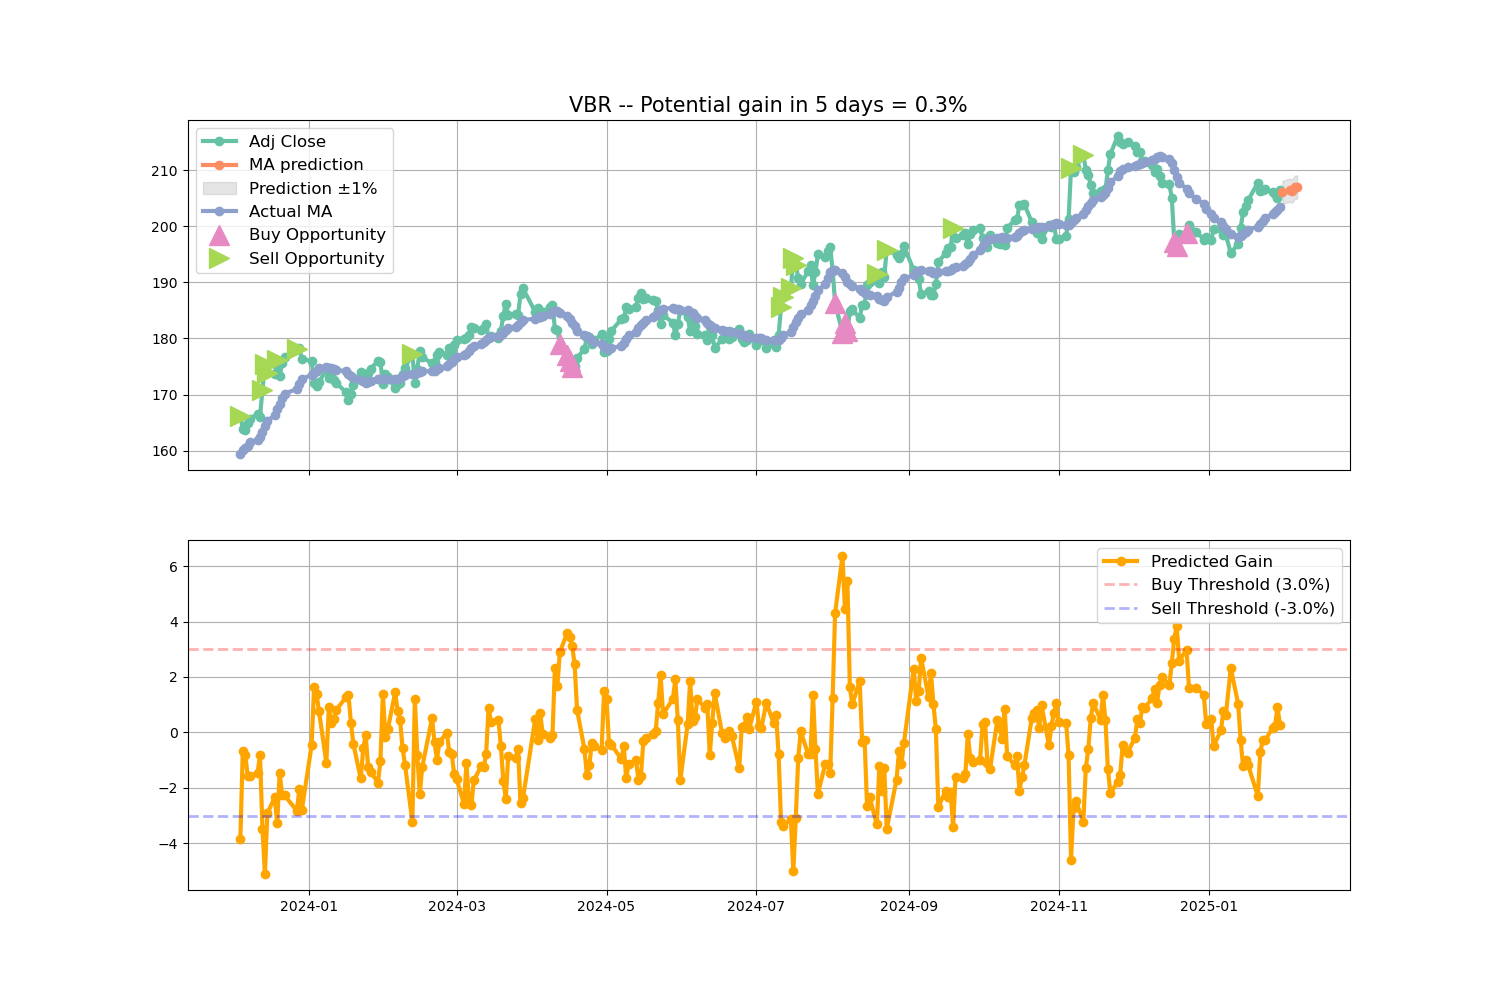 VBR -- Potential gain in 5 days = 0.3%
Adj Close
MA prediction
Prediction ±1%
Actual MA
Buy Opportunity
Sell Opportunity
210
200
190
180
170
160
Predicted Gain
Buy Threshold (3.0%)
Sell Threshold (-3.0%)
6
4
2
0
−2
−4
2024-01 2024-03 2024-05 2024-07 2024-09 2024-11 2025-01